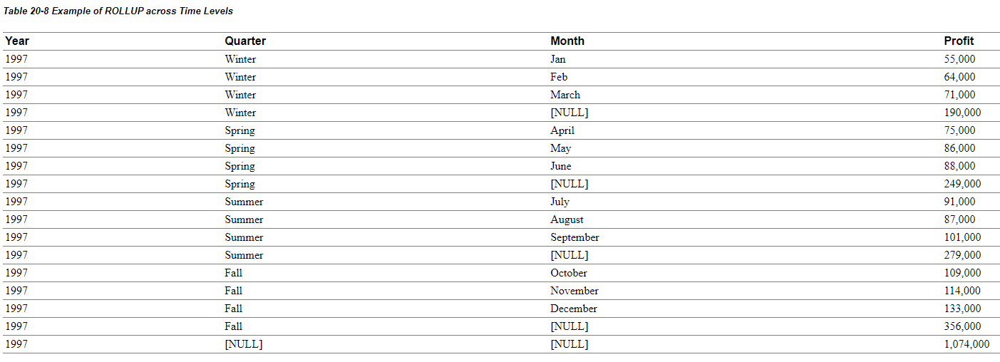 Table 20-8 Example of ROLLUP across Time Levels
Year Quarter Month Profit
1997 Winter Jan 55,000
1997 Winter Feb 64,000
1997 Winter March 71,000
1997 Winter [NULL] 190,000
1997 Spring April 75,000
1997 Spring May 86,000
1997 Spring June 88,000
1997 Spring [NULL] 249,000
1997 Summer July 91,000
1997 Summer August 87,000
1997 Summer September 101,000
1997 Summer [NULL] 279,000
1997 Fall October 109,000
1997 Fall November 114,000
1997 Fall December 133,000
1997 Fall [NULL] 356,000
1997 [NULL] [NULL] 1,074,000